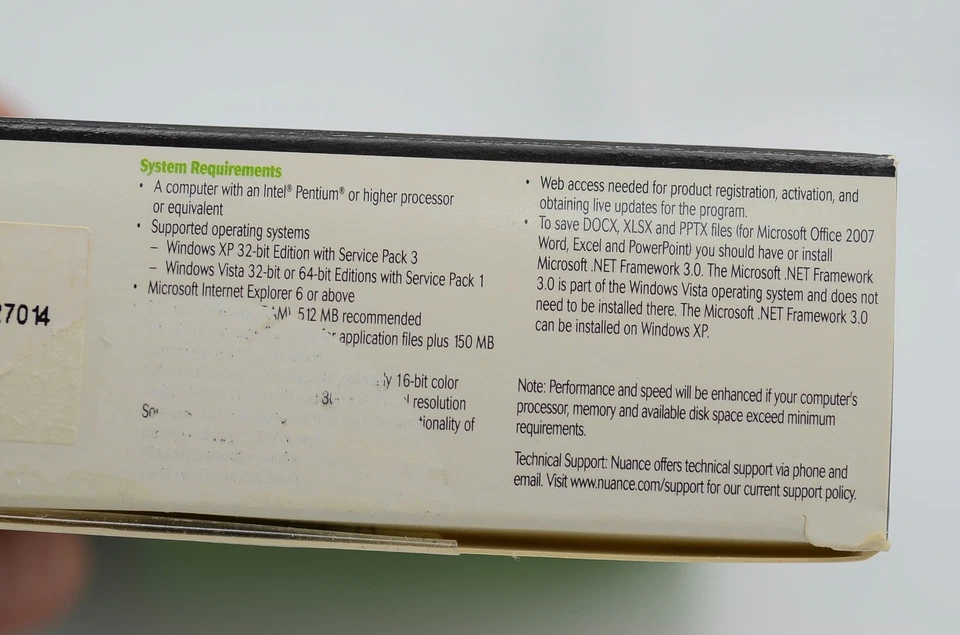 27014
System Requirements
• A computer with an Intel® Pentium® or higher processor
or equivalent
• Supported operating systems
– Windows XP 32-bit Edition with Service Pack 3
– Windows Vista 32-bit or 64-bit Editions with Service Pack 1
• Microsoft Internet Explorer 6 or above
512 MB recommended
application files plus 150 MB
16-bit color
resolution
of
• Web access needed for product registration, activation, and
obtaining live updates for the program.
• To save DOCX, XLSX and PPTX files (for Microsoft Office 2007
Word, Excel and PowerPoint) you should have or install
Microsoft .NET Framework 3.0. The Microsoft .NET Framework
3.0 is part of the Windows Vista operating system and does not
need to be installed there. The Microsoft .NET Framework 3.0
can be installed on Windows XP.
Note: Performance and speed will be enhanced if your computer's
processor, memory and available disk space exceed minimum
requirements.
Technical Support: Nuance offers technical support via phone and
email. Visit www.nuance.com/support for our current support policy.